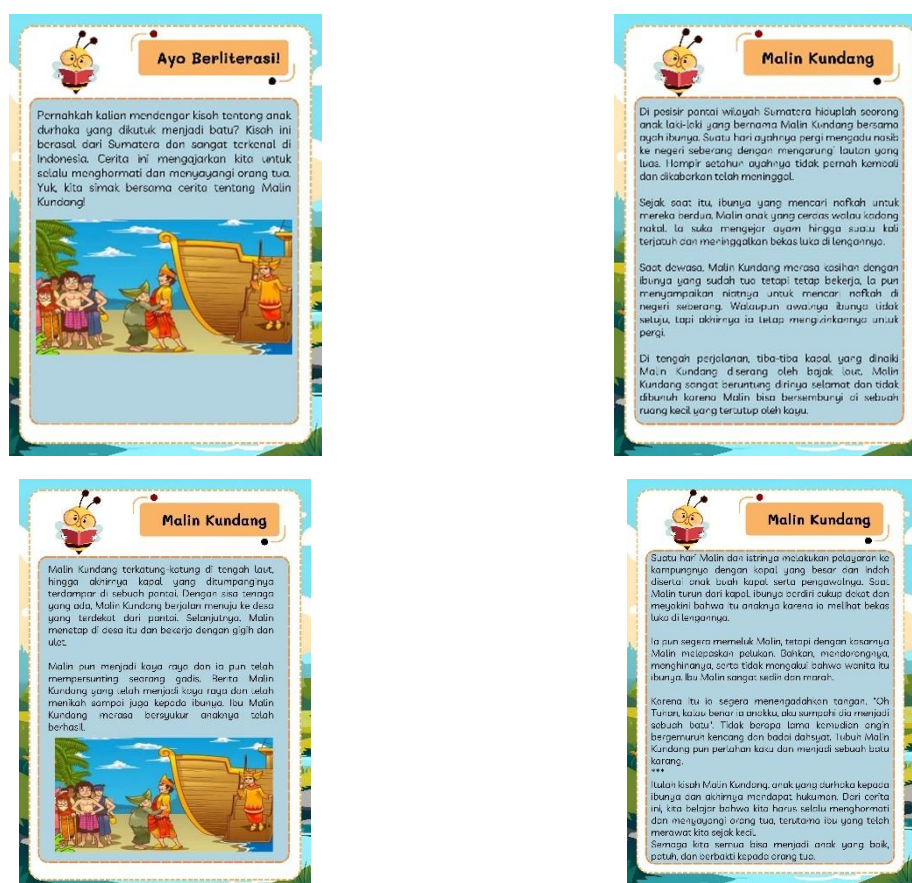 Ayo Berliterasi!
Pernahkah kalian mendengar kisah tentang anak
durhaka yang dikutuk menjadi batu? Kisah ini
berasal dari Sumatera dan sangat terkenal di
Indonesia. Cerita ini mengajarkan kita untuk
selalu menghormati dan menyayangi orang tua.
Yuk, kita simak bersama cerita tentang Malin
Kundang!
Malin Kundang
Di pesisir pantai wilayah Sumatera hiduplah seorang
anak laki-laki yang bernama Malin Kundang bersama
ayah ibunya. Suatu hari ayahnya pergi mengadu nasib
ke negeri seberang dengan mengarungi lautan yang
luas. Hampir setahun ayahnya tidak pernah kembali
dan dikabarkan telah meninggal.
Sejak saat itu, ibunya yang mencari nafkah untuk
mereka berdua. Malin anak yang cerdas walau kadang
nakal. Ia suka mengejar ayam hingga suatu kali
terjatuh dan meninggalkan bekas luka di lengannya.
Saat dewasa, Malin Kundang merasa kasihan dengan
ibunya yang sudah tua tetapi tetap bekerja, Ia pun
menyampaikan niatnya untuk mencari nafkah di
negeri seberang. Walaupun awalnya ibunya tidak
setuju, tapi akhirnya ia tetap mengizinkannya untuk
pergi.
Di tengah perjalanan, tiba-tiba kapal yang dinaiki
Malin Kundang diserang oleh bajak laut. Malin
Kundang sangat beruntung dirinya selamat dan tidak
dibunuh karena Malin bisa bersembunyi di sebuah
ruang kecil yang tertutup oleh kayu.
Malin Kundang
Malin Kundang terkatung-katung di tengah laut,
hingga akhirnya kapal yang ditumpanginya
terdampar di sebuah pantai. Dengan sisa tenaga
yang ada, Malin Kundang berjalan menuju ke desa
yang terdekat dari pantai. Selanjutnya, Malin
menetap di desa itu dan bekerja dengan gigih dan
ulet.
Malin pun menjadi kaya raya dan ia pun telah
mempersunting seorang gadis. Berita Malin
Kundang yang telah menjadi kaya raya dan telah
menikah sampai juga kepada ibunya. Ibu Malin
Kundang merasa bersyukur anaknya telah
berhasil.
Malin Kundang
Suatu hari Malin dan istrinya melakukan pelayaran ke
kampungnya dengan kapal yang besar dan indah
disertai anak buah kapal serta pengawalnya. Saat
Malin turun dari kapal, ibunya berdiri cukup dekat dan
meyakini bahwa itu anaknya karena ia melihat bekas
luka di lengannya.
Ia pun segera memeluk Malin, tetapi dengan kasarnya
Malin melepaskan pelukan. Bahkan, mendorongnya,
menghinanya, serta tidak mengakui bahwa wanita itu
ibunya. Ibu Malin sangat sedih dan marah.
Karena itu ia segera menengadahkan tangan. "Oh
Tuhan, kalau benar ia anakku, aku sumpahi dia menjadi
sebuah batu". Tidak berapa lama kemudian angin
bergemuruh kencang dan badai dahsyat. Tubuh Malin
Kundang pun perlahan kaku dan menjadi sebuah batu
karang.
***
Itulah kisah Malin Kundang, anak yang durhaka kepada
ibunya dan akhirnya mendapat hukuman. Dari cerita
ini, kita belajar bahwa kita harus selalu menghormati
dan menyayangi orang tua, terutama ibu yang telah
merawat kita sejak kecil.
Semoga kita semua bisa menjadi anak yang baik,
patuh, dan berbakti kepada orang tua.